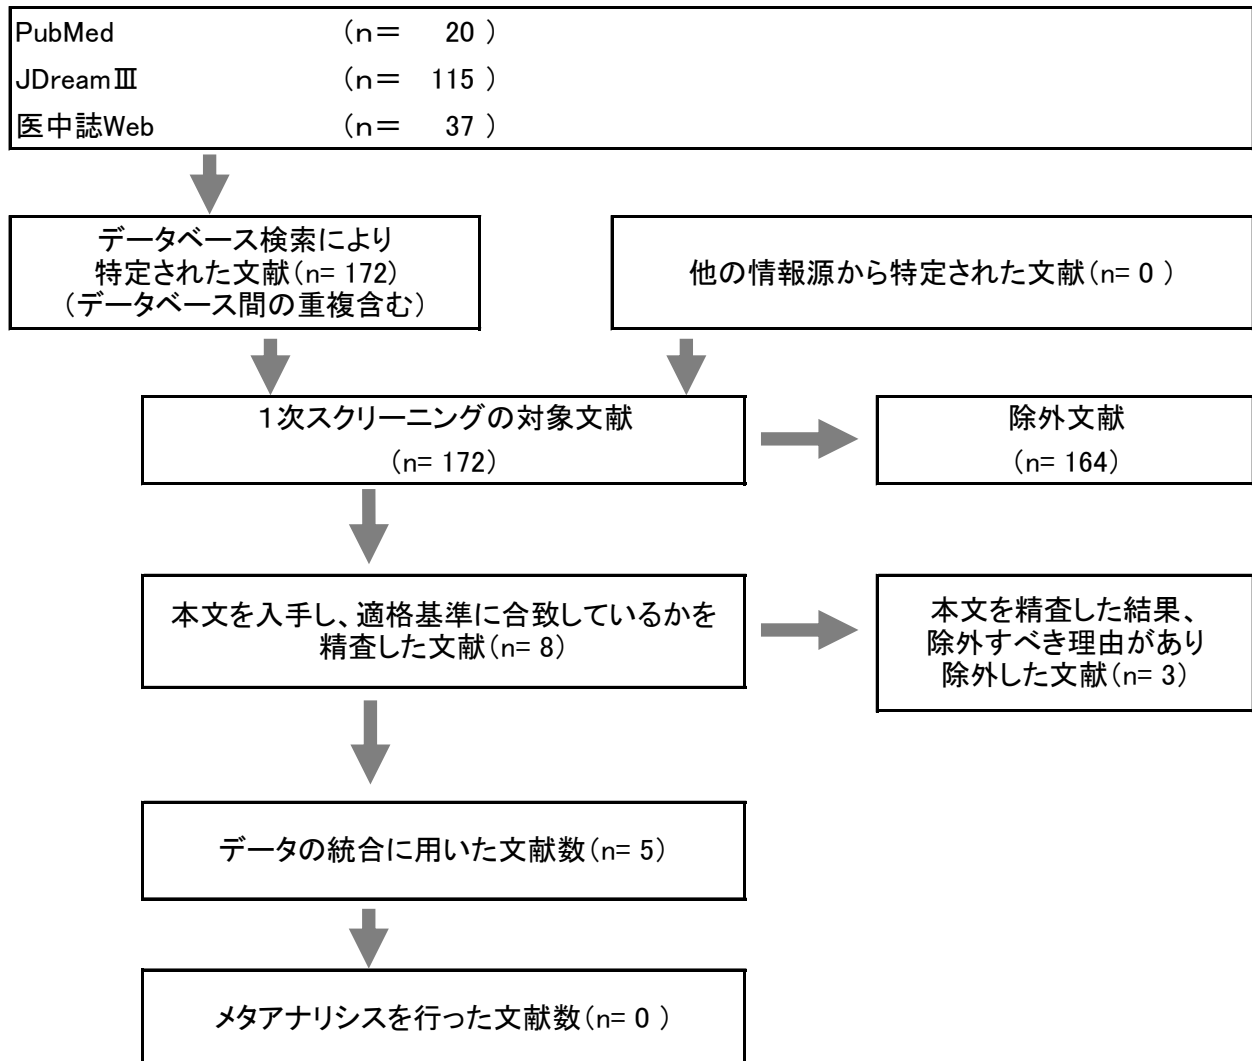 PubMed (n＝ 20 )
JDreamⅢ (n＝ 115 )
医中誌Web (n＝ 37 )
データベース検索により
特定された文献(n= 172)
(データベース間の重複含む)
他の情報源から特定された文献(n= 0 )
1次スクリーニングの対象文献
(n= 172)
除外文献
(n= 164)
本文を入手し、適格基準に合致しているかを
精査した文献(n= 8)
本文を精査した結果、
除外すべき理由があり
除外した文献(n= 3)
データの統合に用いた文献数(n= 5)
メタアナリシスを行った文献数(n= 0 )